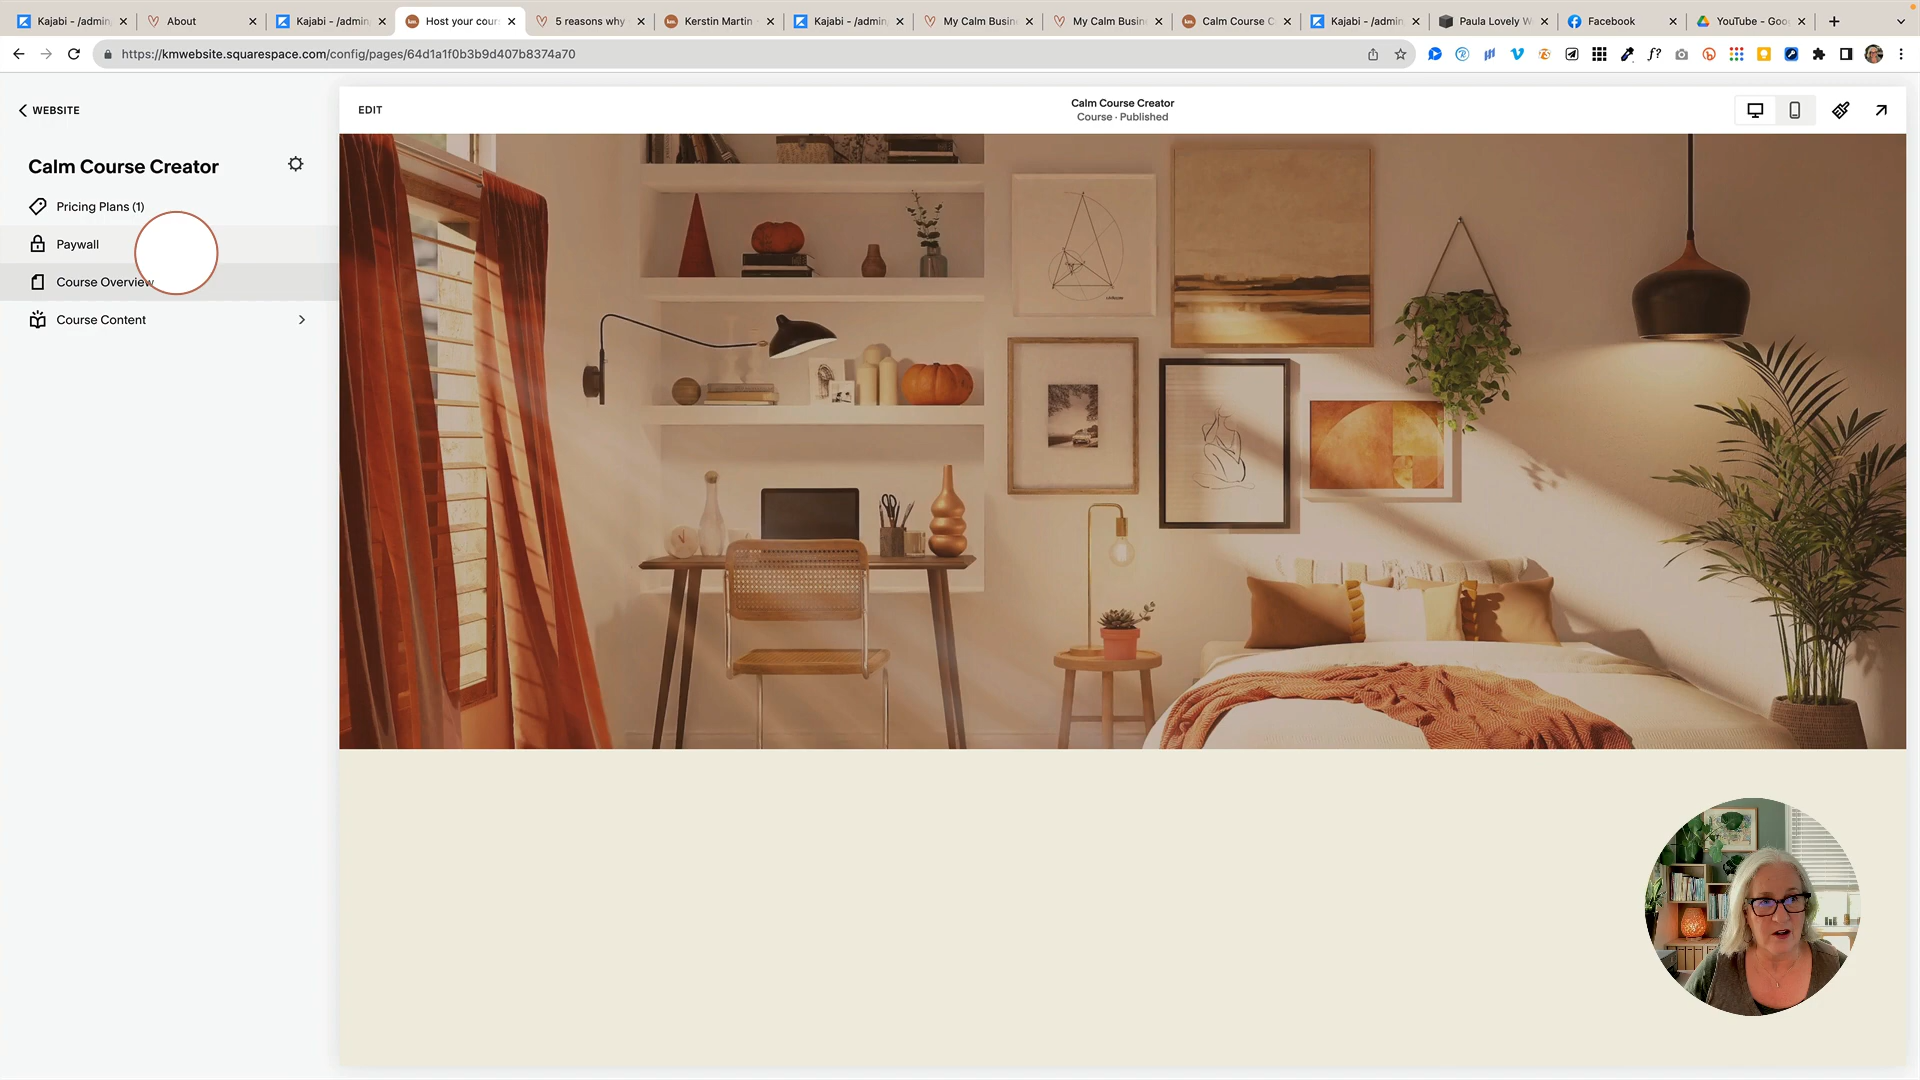 Kajabi - /admin
About
Kajabi - /admin
Host your cour
5 reasons why
Kerstin Martin
Kajabi - /admin
My Calm Busin
My Calm Busin
Calm Course C
Kajabi - /admin
Paula Lovely W
Facebook
YouTube - Goo
https://kmwebsite.squarespace.com/config/pages/64d1a1f0b3b9d407b8374a70
WEBSITE
Calm Course Creator
Pricing Plans (1)
Paywall
Course Overview
Course Content
EDIT
Calm Course Creator
Course · Published